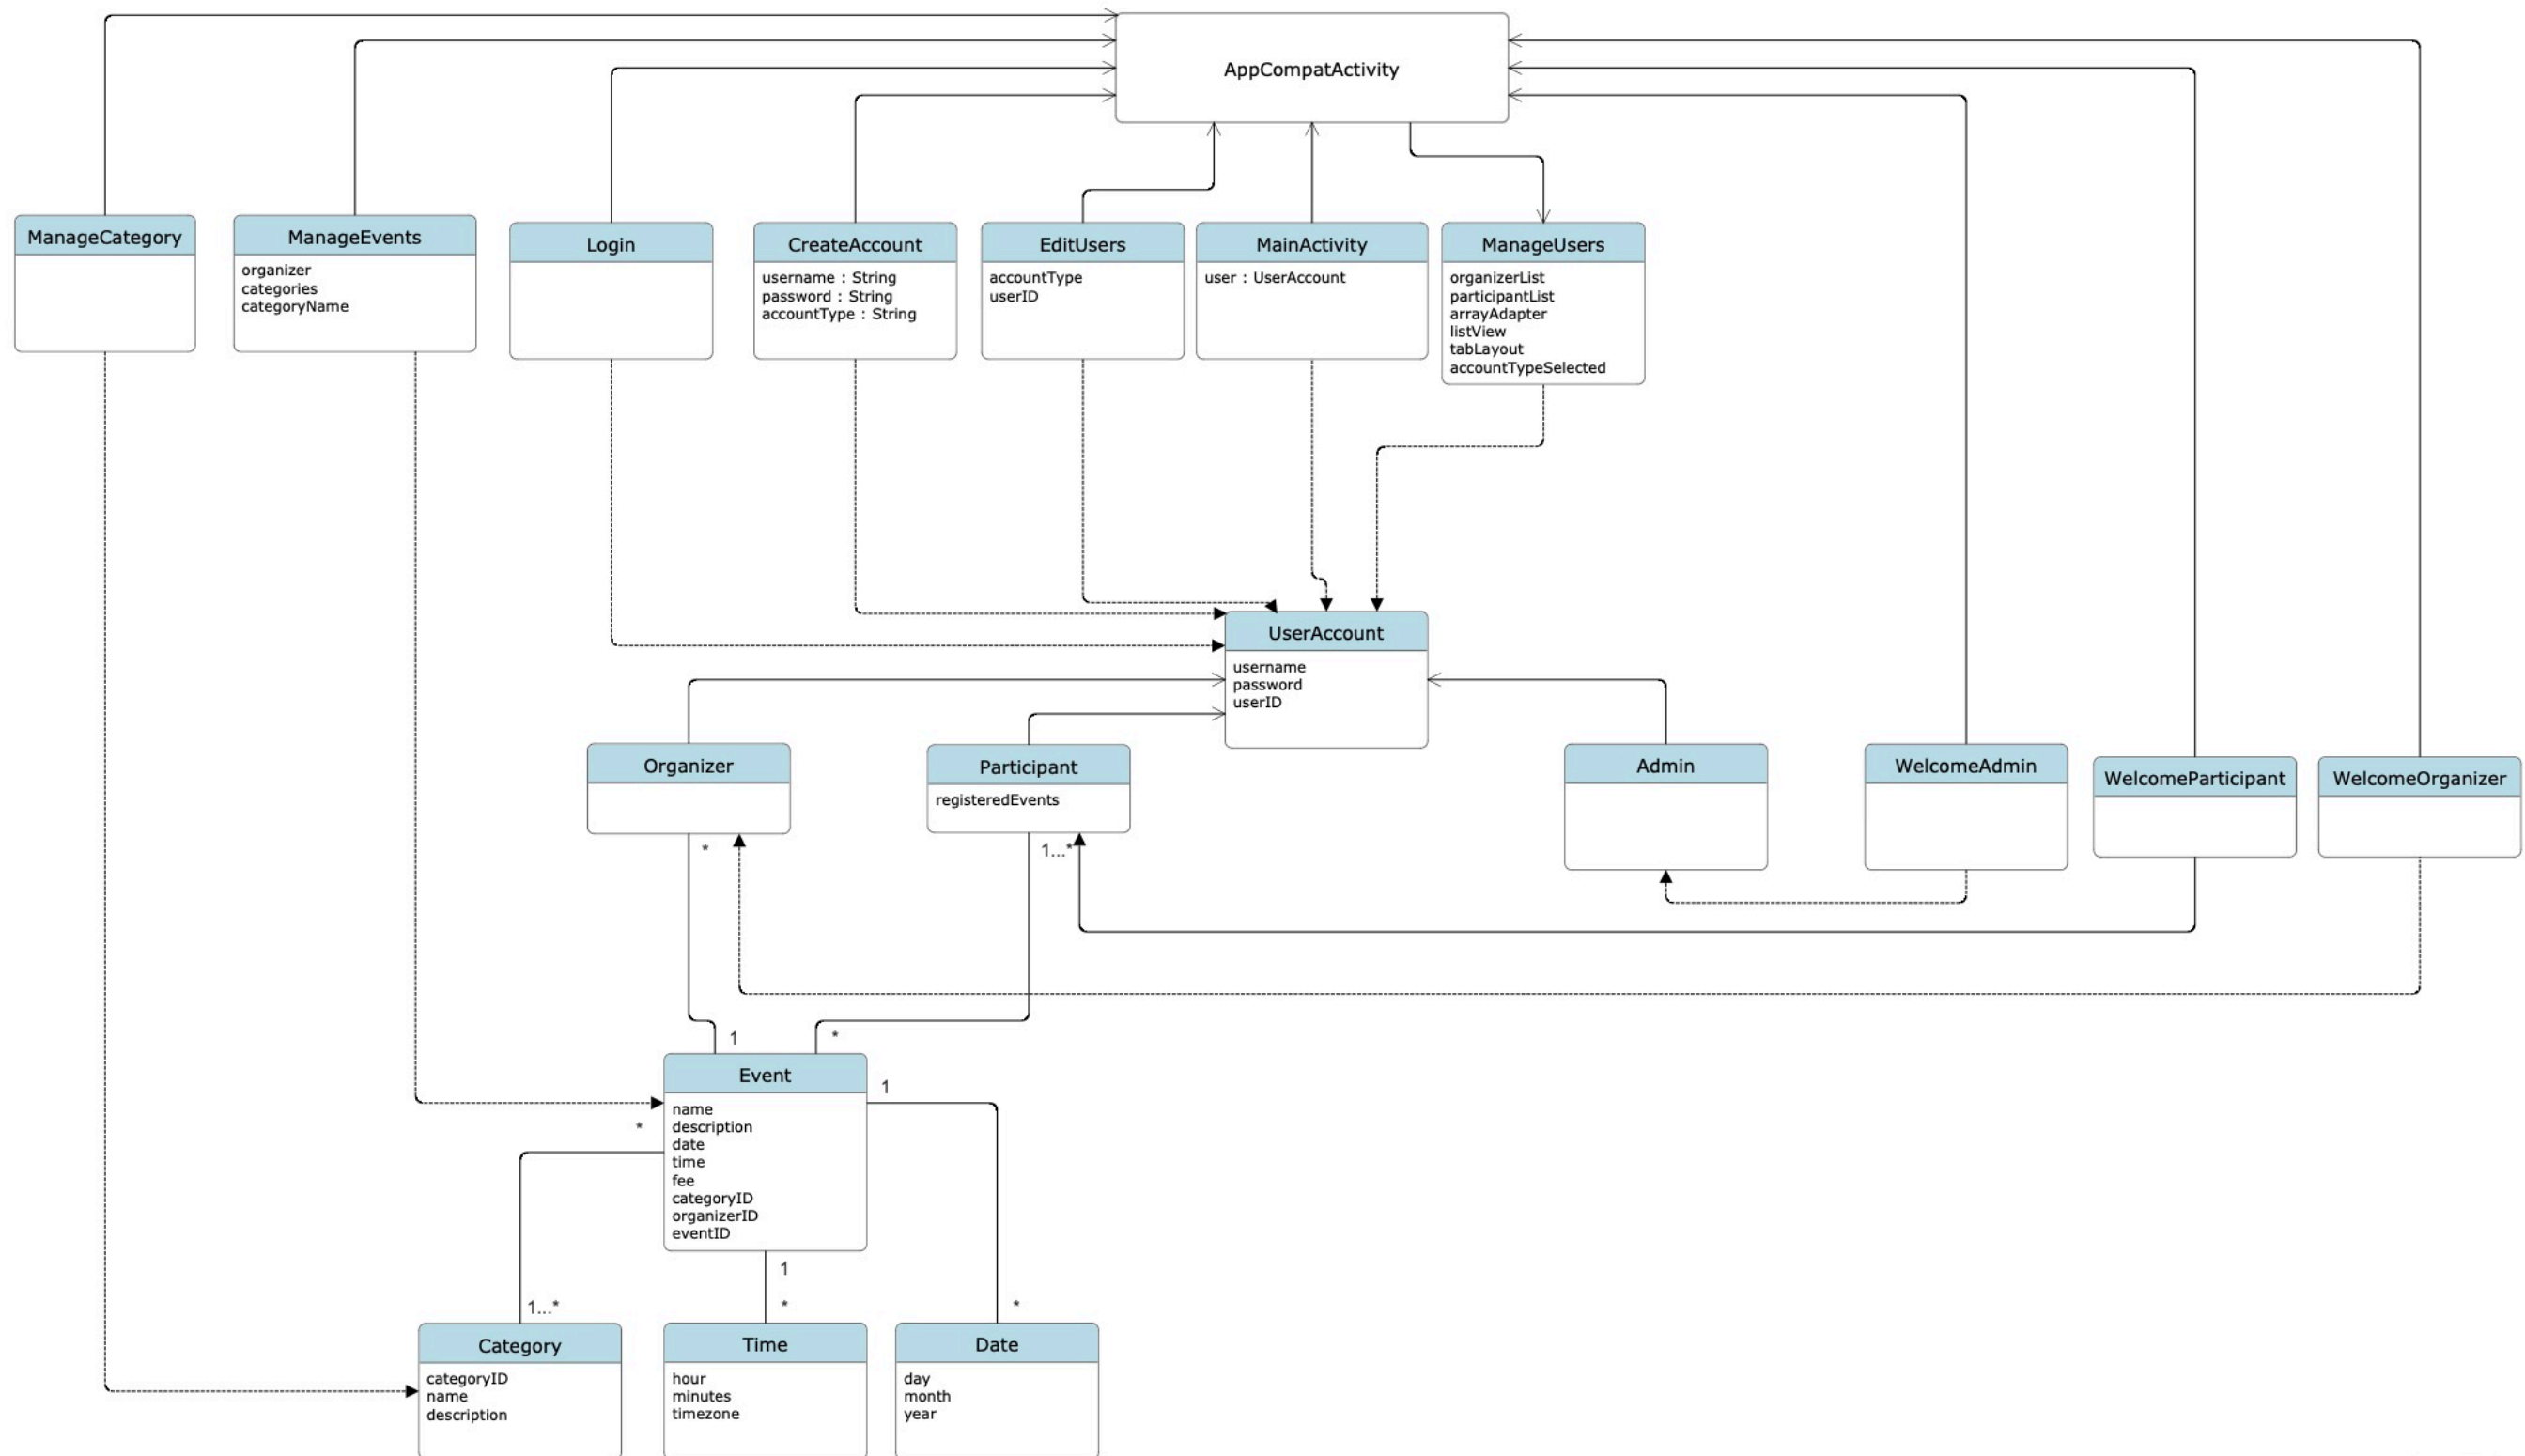 AppCompatActivity
ManageCategory
ManageEvents
organizer
categories
categoryName
Login
CreateAccount
username : String
password : String
accountType : String
EditUsers
accountType
userID
MainActivity
user : UserAccount
ManageUsers
organizerList
participantList
arrayAdapter
listView
tabLayout
accountTypeSelected
UserAccount
username
password
userID
Organizer
Participant
registeredEvents
Admin
WelcomeAdmin
WelcomeParticipant
WelcomeOrganizer
*
1...*
1
*
Event
name
description
date
time
fee
categoryID
organizerID
eventID
1
*
1
1...*
*
*
Category
categoryID
name
description
Time
hour
minutes
timezone
Date
day
month
year